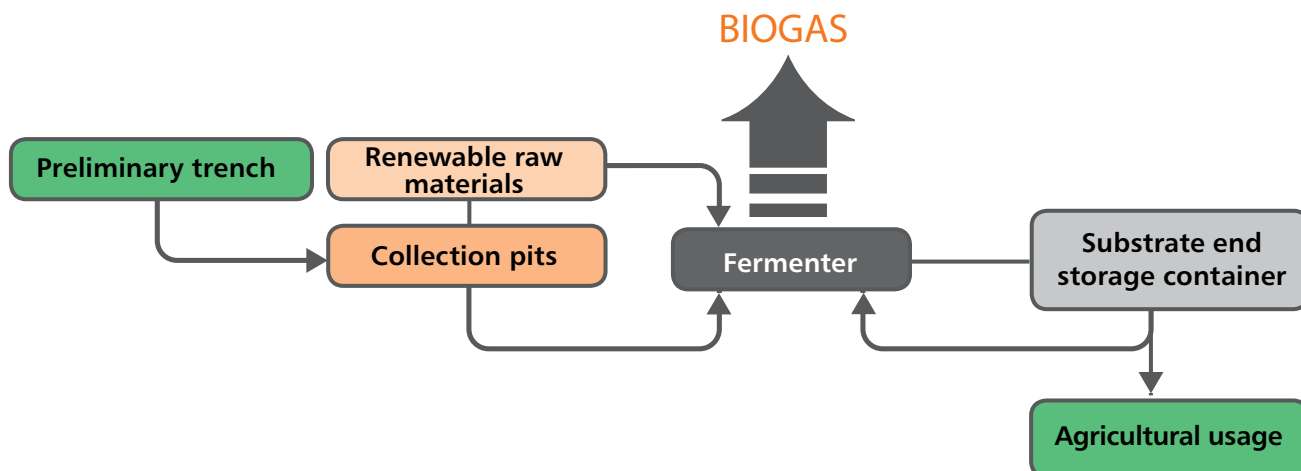 BIOGAS
Preliminary trench
Renewable raw
materials
Collection pits
Fermenter
Substrate end
storage container
Agricultural usage